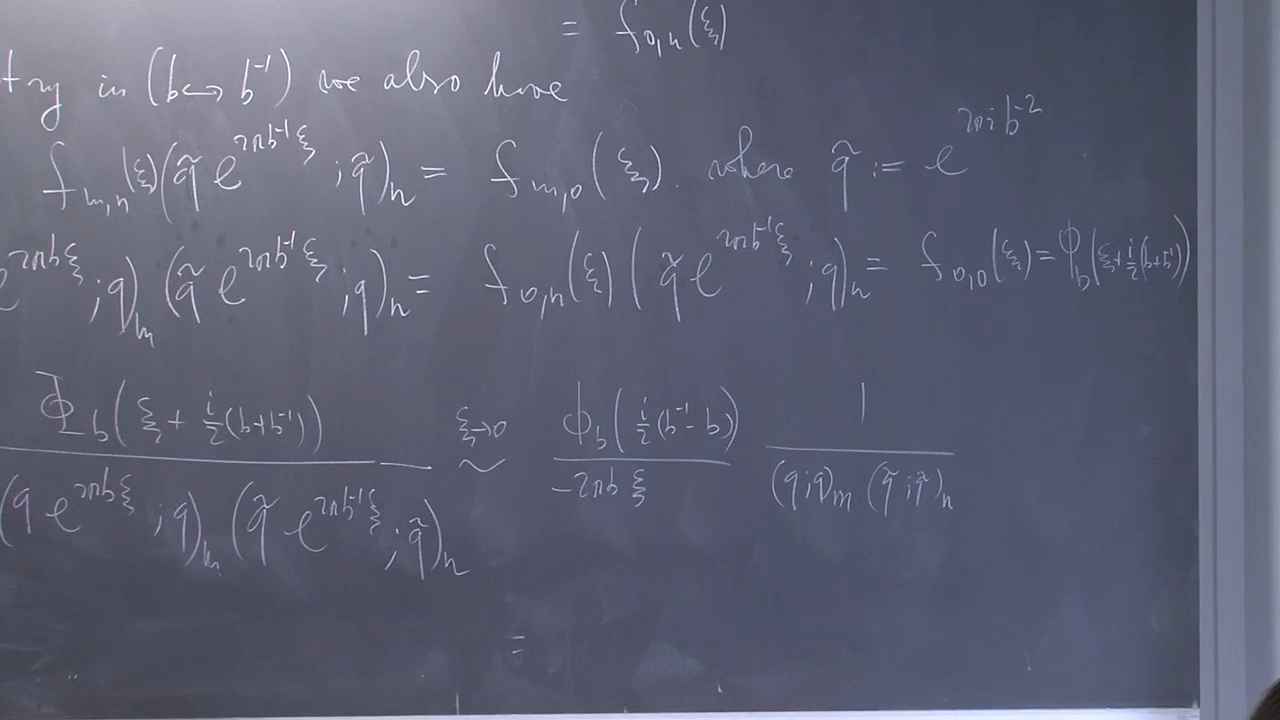 = f_{0,n}(ξ)
try in (b ↔ b^{-1}) we also have
f_{m,n}(ξ)(q̃ e^{2πb^{-1}ξ} ; q̃)_n = f_{m,0}(ξ). where q̃ := e^{2πi b^{-2}}
e^{2πbξ} ; q)_m (q̃ e^{2πb^{-1}ξ} ; q)_n = f_{0,n}(ξ) (q̃ e^{2πb^{-1}ξ} ; q)_n = f_{0,0}(ξ) = Φ_b(ξ + i/2 (b+b^{-1}))
Φ_b(ξ + i/2 (b+b^{-1})) / (q e^{2πbξ} ; q)_m (q̃ e^{2πb^{-1}ξ} ; q̃)_n ∼^{ξ→0} Φ_b(i/2 (b^{-1} - b)) / -2πbξ 1 / (q;q)_m (q̃;q̃)_n
=